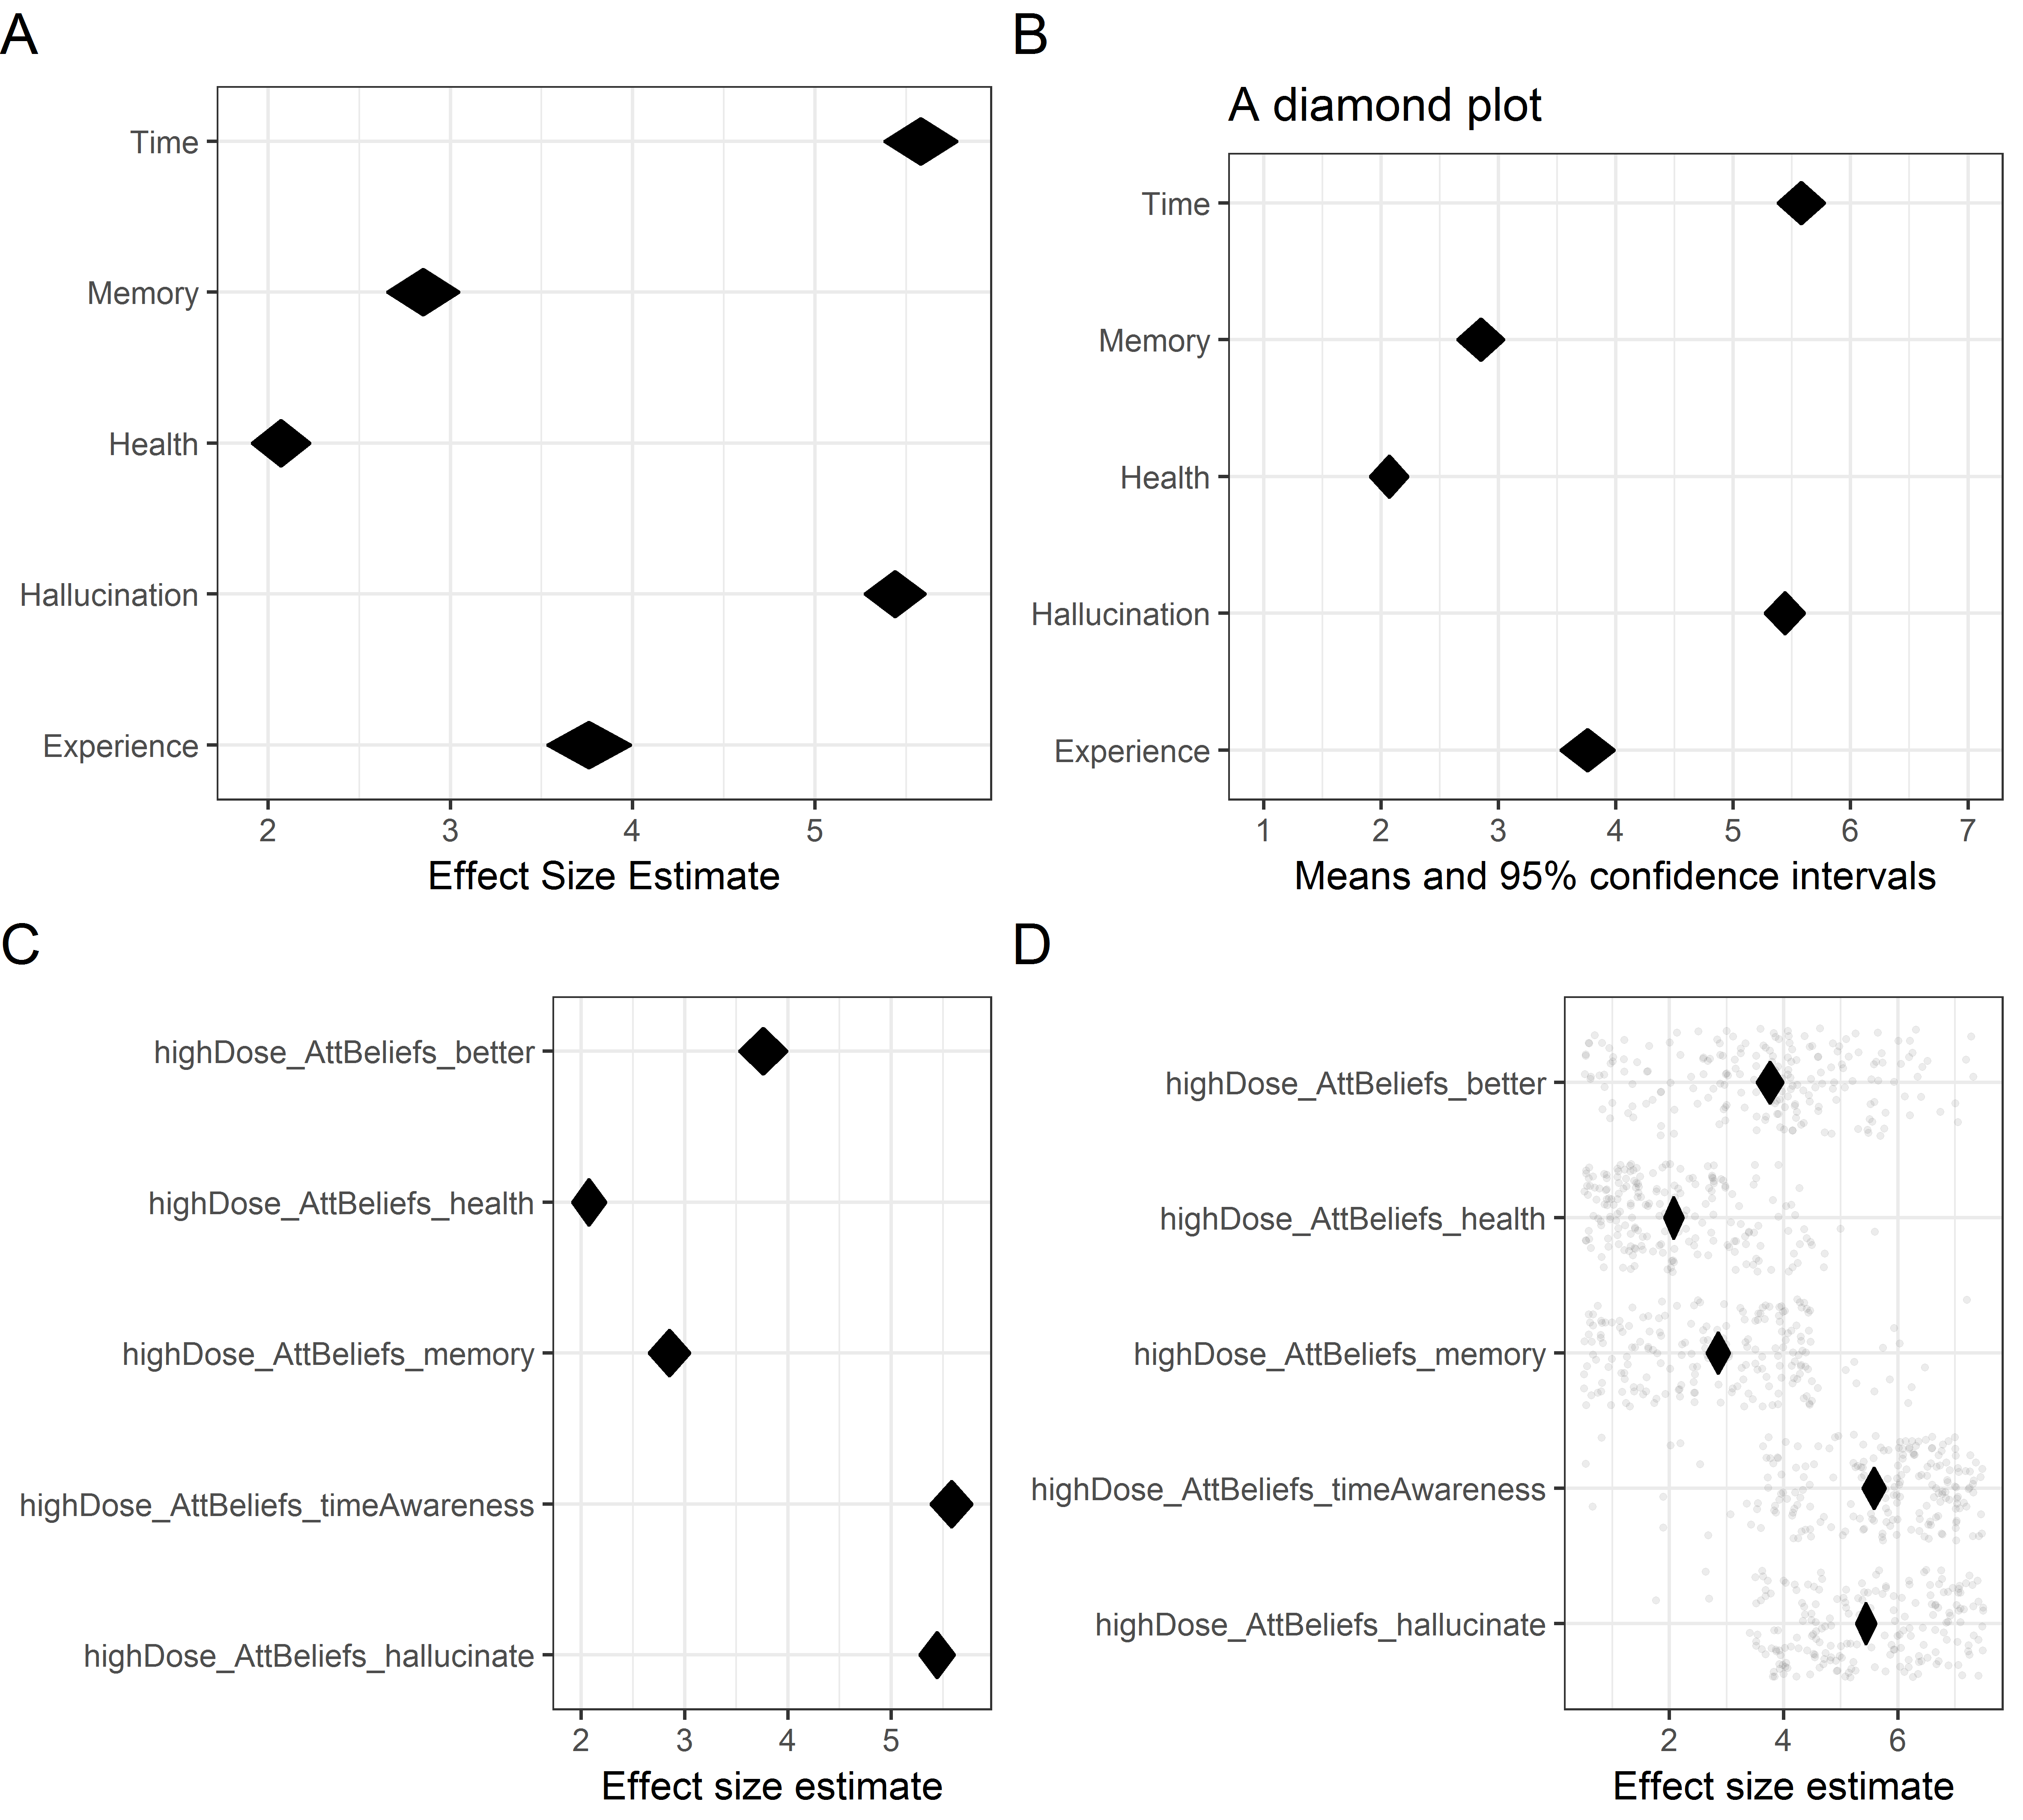 A
Time
Memory
Health
Hallucination
Experience
2 3 4 5
Effect Size Estimate
B
A diamond plot
Time
Memory
Health
Hallucination
Experience
1 2 3 4 5 6 7
Means and 95% confidence intervals
C
highDose_AttBeliefs_better
highDose_AttBeliefs_health
highDose_AttBeliefs_memory
highDose_AttBeliefs_timeAwareness
highDose_AttBeliefs_hallucinate
2 3 4 5
Effect size estimate
D
highDose_AttBeliefs_better
highDose_AttBeliefs_health
highDose_AttBeliefs_memory
highDose_AttBeliefs_timeAwareness
highDose_AttBeliefs_hallucinate
2 4 6
Effect size estimate